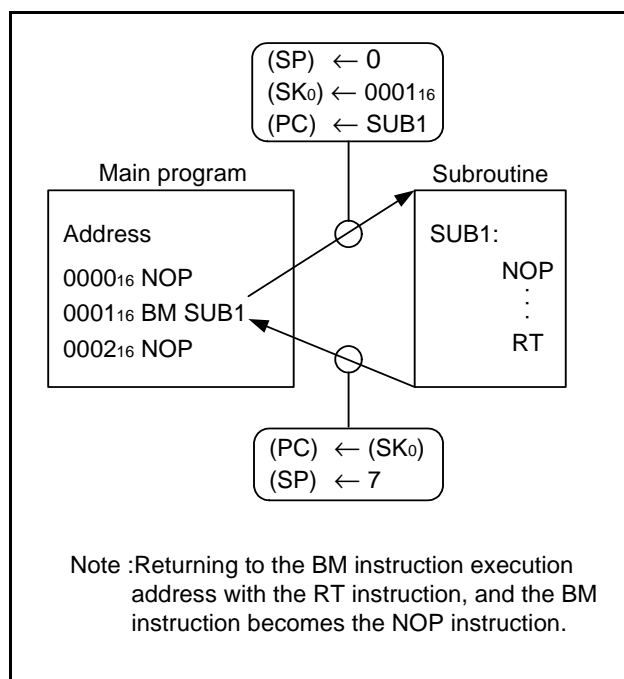 (SP) ← 0
(SK₀) ← 0001₁₆
(PC) ← SUB1
Main program
Subroutine
Address
0000₁₆ NOP
0001₁₆ BM SUB1
0002₁₆ NOP
SUB1:
NOP
⋮
RT
(PC) ← (SK₀)
(SP) ← 7
Note :Returning to the BM instruction execution
address with the RT instruction, and the BM
instruction becomes the NOP instruction.